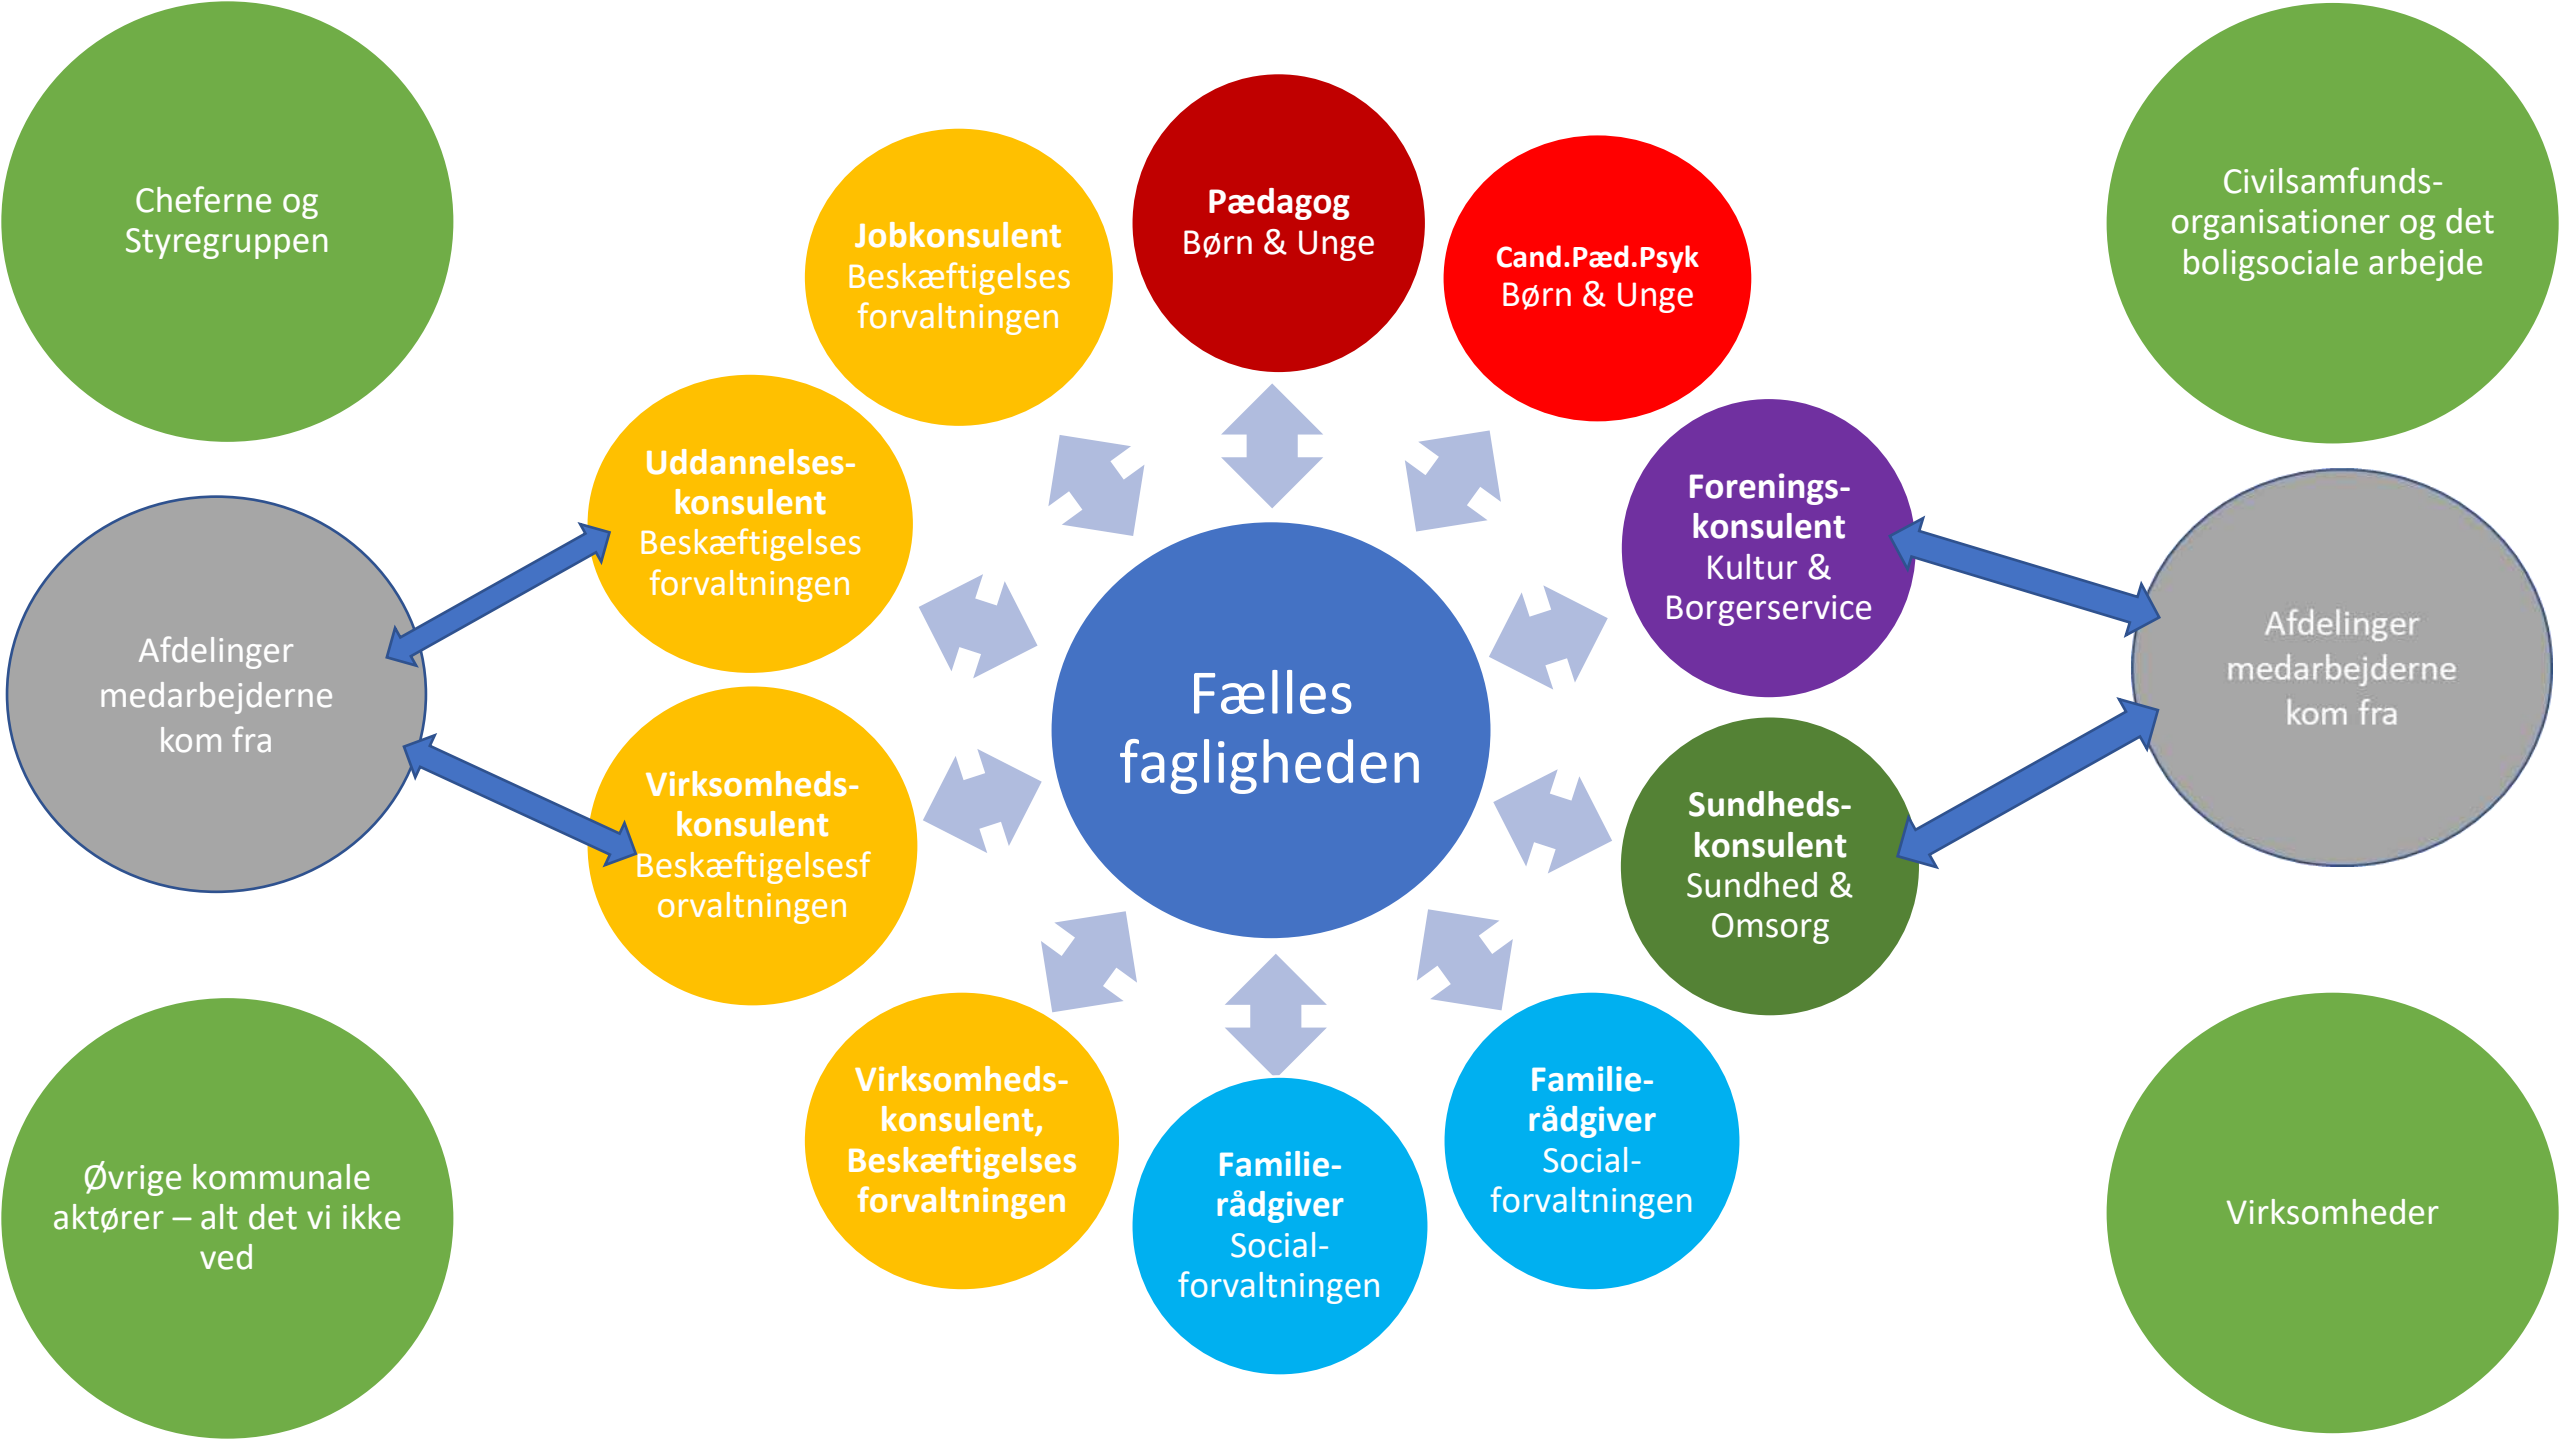 Cheferne og
Styregruppen
Jobkonsulent
Beskæftigelses
forvaltningen
Pædagog
Børn & Unge
Cand.Pæd.Psyk
Børn & Unge
Civilsamfunds-
organisationer og det
boligsociale arbejde
Uddannelses-
konsulent
Beskæftigelses
forvaltningen
Forenings-
konsulent
Kultur &
Borgerservice
Afdelinger
medarbejderne
kom fra
Fælles
fagligheden
Afdelinger
medarbejderne
kom fra
Virksomheds-
konsulent
Beskæftigelsesf
orvaltningen
Sundheds-
konsulent
Sundhed &
Omsorg
Øvrige kommunale
aktører – alt det vi ikke
ved
Virksomheds-
konsulent,
Beskæftigelses
forvaltningen
Familie-
rådgiver
Social-
forvaltningen
Familie-
rådgiver
Social-
forvaltningen
Virksomheder